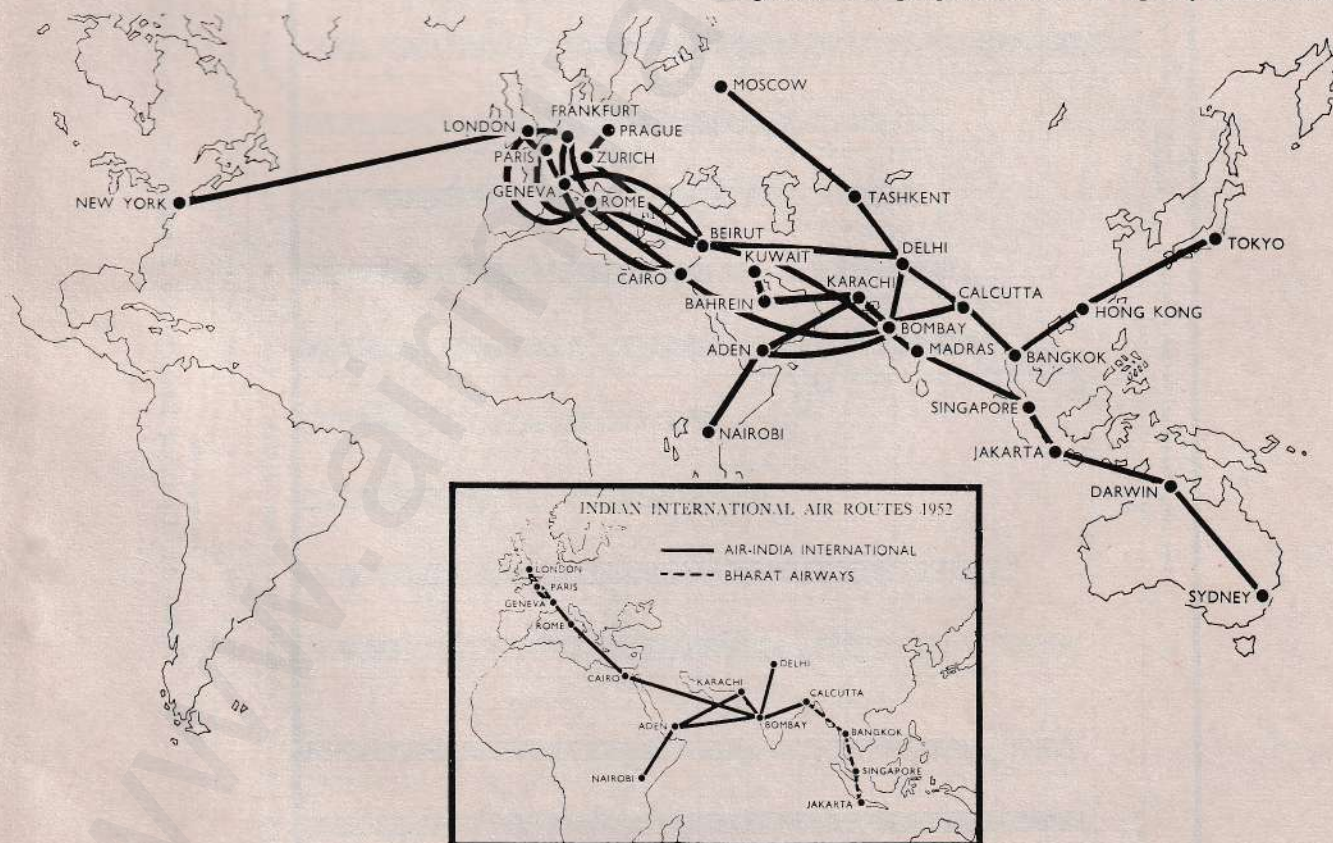 MOSCOW
FRANKFURT
LONDON
PRAGUE
PARIS
ZURICH
GENEVA
ROME
NEW YORK
TASHKENT
BEIRUT
DELHI
TOKYO
KUWAIT
CAIRO
KARACHI
CALCUTTA
BAHREIN
HONG KONG
BOMBAY
ADEN
MADRAS
BANGKOK
SINGAPORE
NAIROBI
JAKARTA
DARWIN
SYDNEY
INDIAN INTERNATIONAL AIR ROUTES 1952
AIR-INDIA INTERNATIONAL
BHARAT AIRWAYS
LONDON
PARIS
GENEVA
ROME
DELHI
CAIRO
KARACHI
CALCUTTA
ADEN
BOMBAY
BANGKOK
NAIROBI
SINGAPORE
JAKARTA